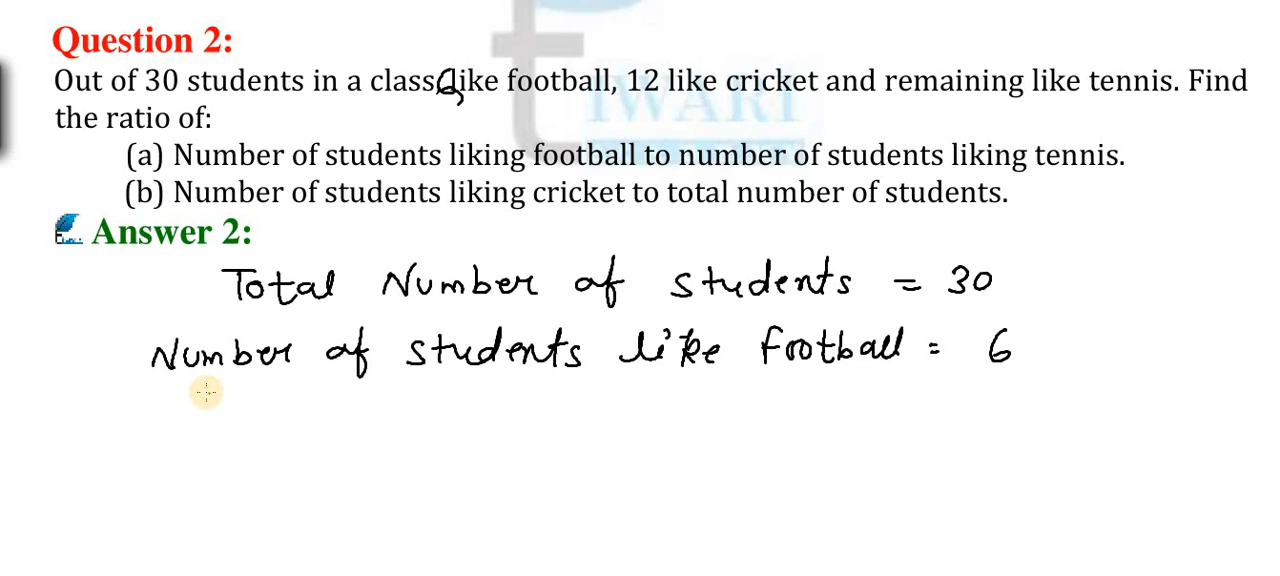 Question 2:
Out of 30 students in a class like football, 12 like cricket and remaining like tennis. Find
the ratio of:
(a) Number of students liking football to number of students liking tennis.
(b) Number of students liking cricket to total number of students.
Answer 2:
Total Number of students = 30
Number of students like football = 6
IWARI